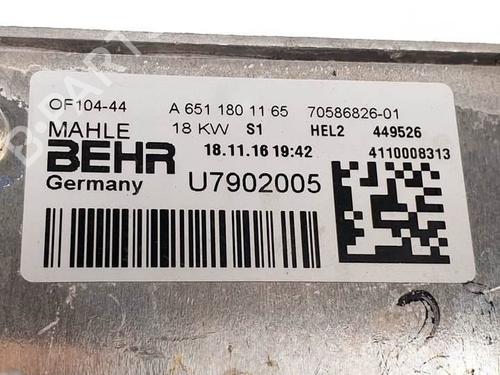 OF104-44 A 651 180 11 65 70586826-01
MAHLE 18 KW S1 HEL2 449526
BEHR 18.11.16 19:42 4110008313
Germany U7902005
B-PARTS